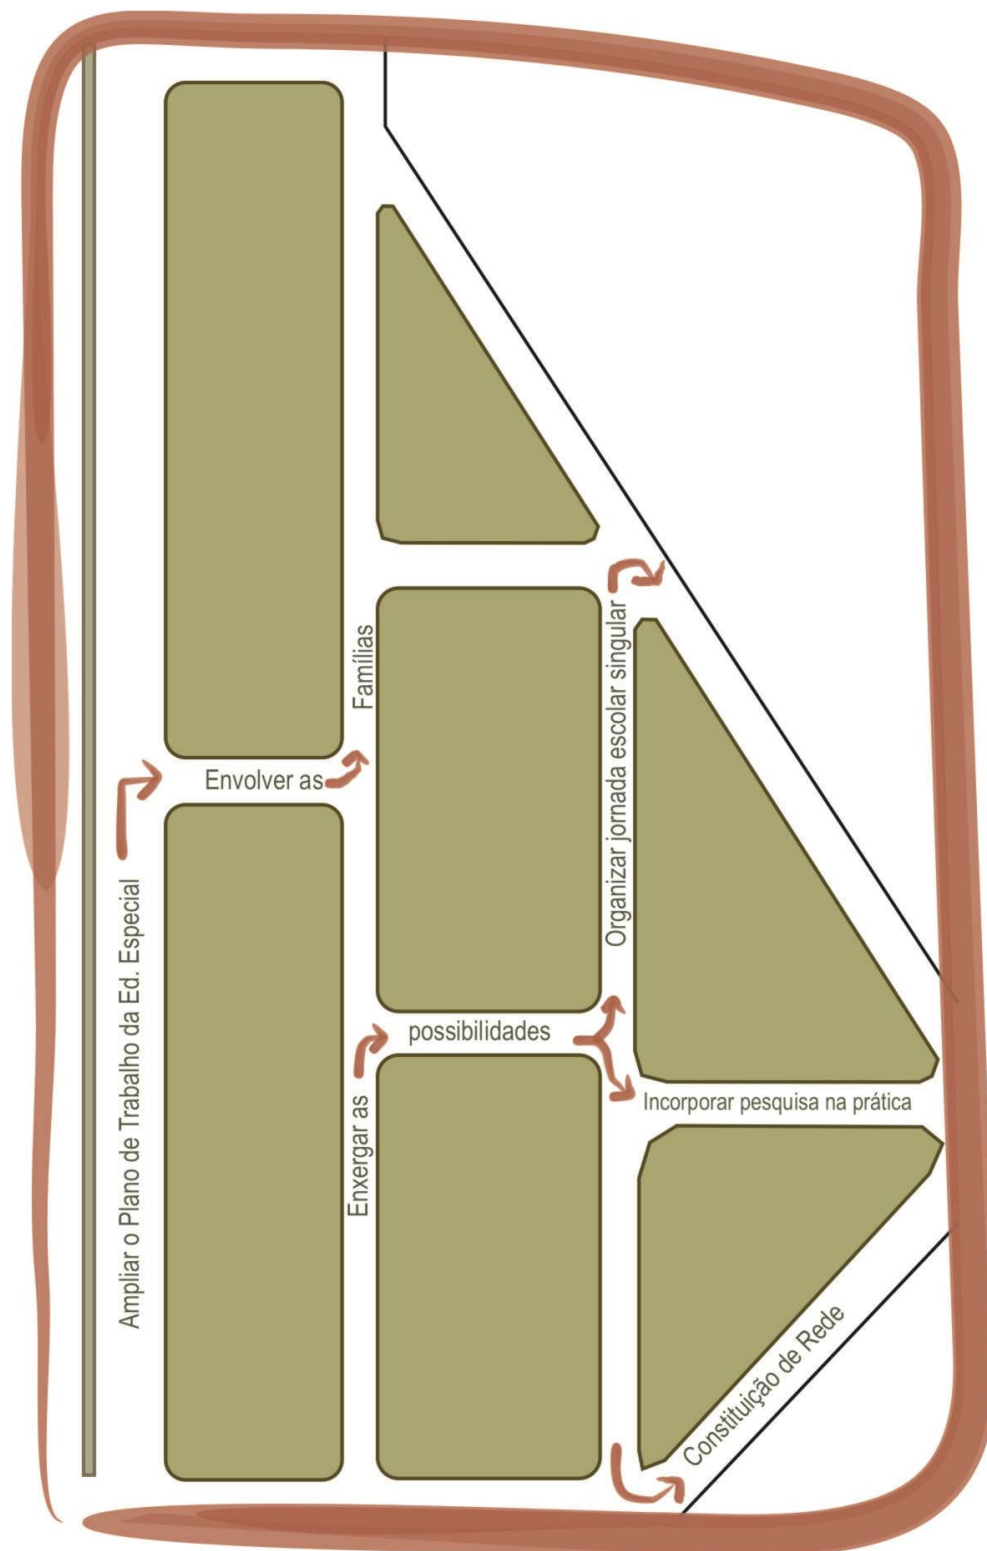 Ampliar o Plano de Trabalho da Ed. Especial
Envolver as
Famílias
Enxergar as
possibilidades
Organizar jornada escolar singular
Incorporar pesquisa na prática
Constituição de Rede